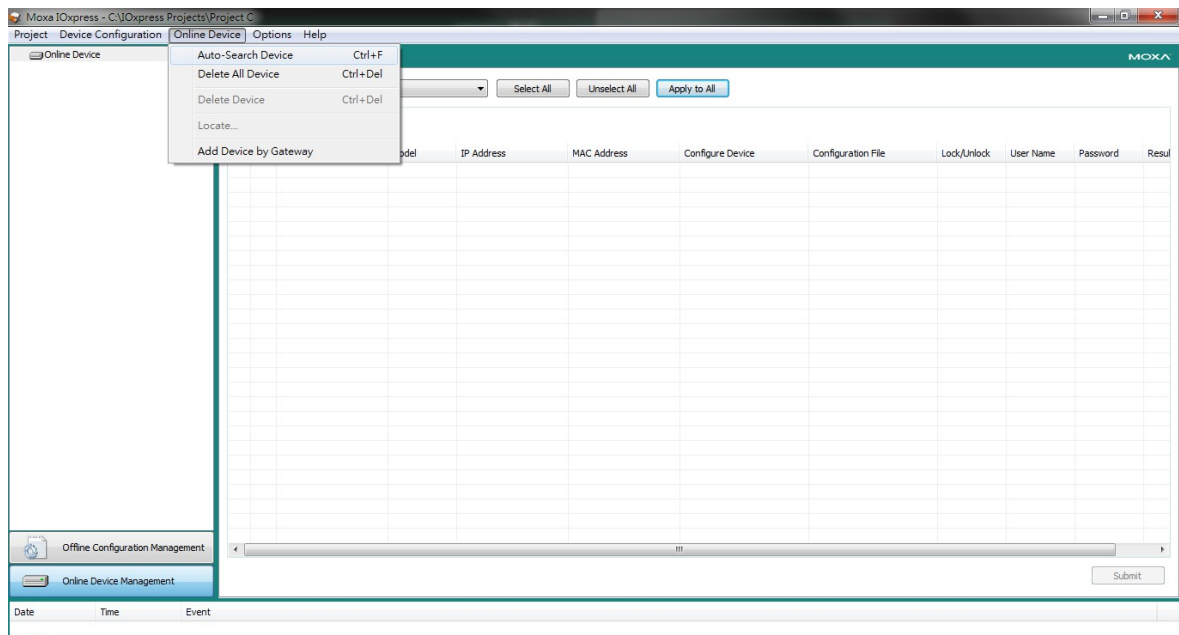 Moxa IOxpress - C:\IOxpress Projects\Project C
Project Device Configuration Online Device Options Help
Online Device
Auto-Search Device Ctrl+F
Delete All Device Ctrl+Del
Delete Device Ctrl+Del
Locate...
Add Device by Gateway
MOXA
Select All Unselect All Apply to All
IP Address MAC Address Configure Device Configuration File Lock/Unlock User Name Password
Offline Configuration Management
Online Device Management
Submit
Date Time Event